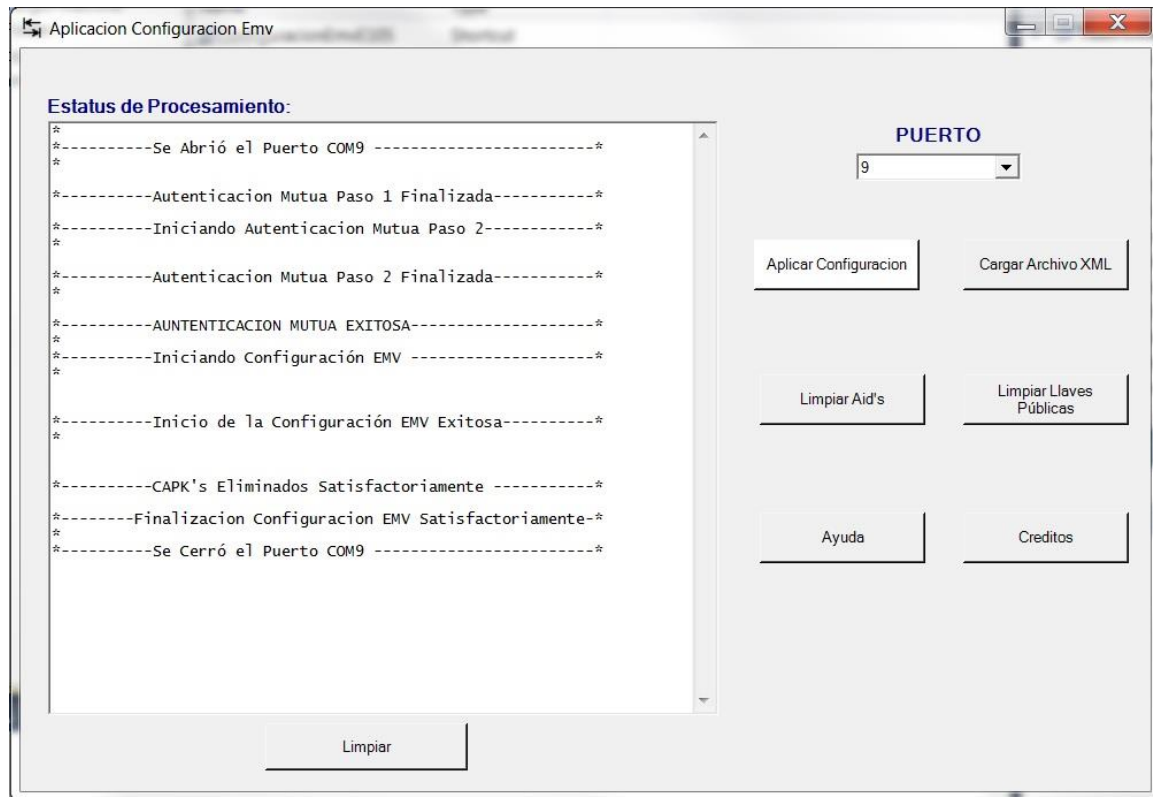 Aplicacion Configuracion Emv
Estatus de Procesamiento:
*
*----------Se Abrió el Puerto COM9 ------------------------*
*
*----------Autenticacion Mutua Paso 1 Finalizada-----------*
*----------Iniciando Autenticacion Mutua Paso 2------------*
*
*----------Autenticacion Mutua Paso 2 Finalizada-----------*
*
*----------AUNTENTICACION MUTUA EXITOSA--------------------*
*
*----------Iniciando Configuración EMV --------------------*
*
*----------Inicio de la Configuración EMV Exitosa----------*
*
*----------CAPK's Eliminados Satisfactoriamente -----------*
*--------Finalizacion Configuracion EMV Satisfactoriamente-*
*
*----------Se Cerró el Puerto COM9 ------------------------*
Limpiar
PUERTO
9
Aplicar Configuracion
Cargar Archivo XML
Limpiar Aid's
Limpiar Llaves
Públicas
Ayuda
Creditos